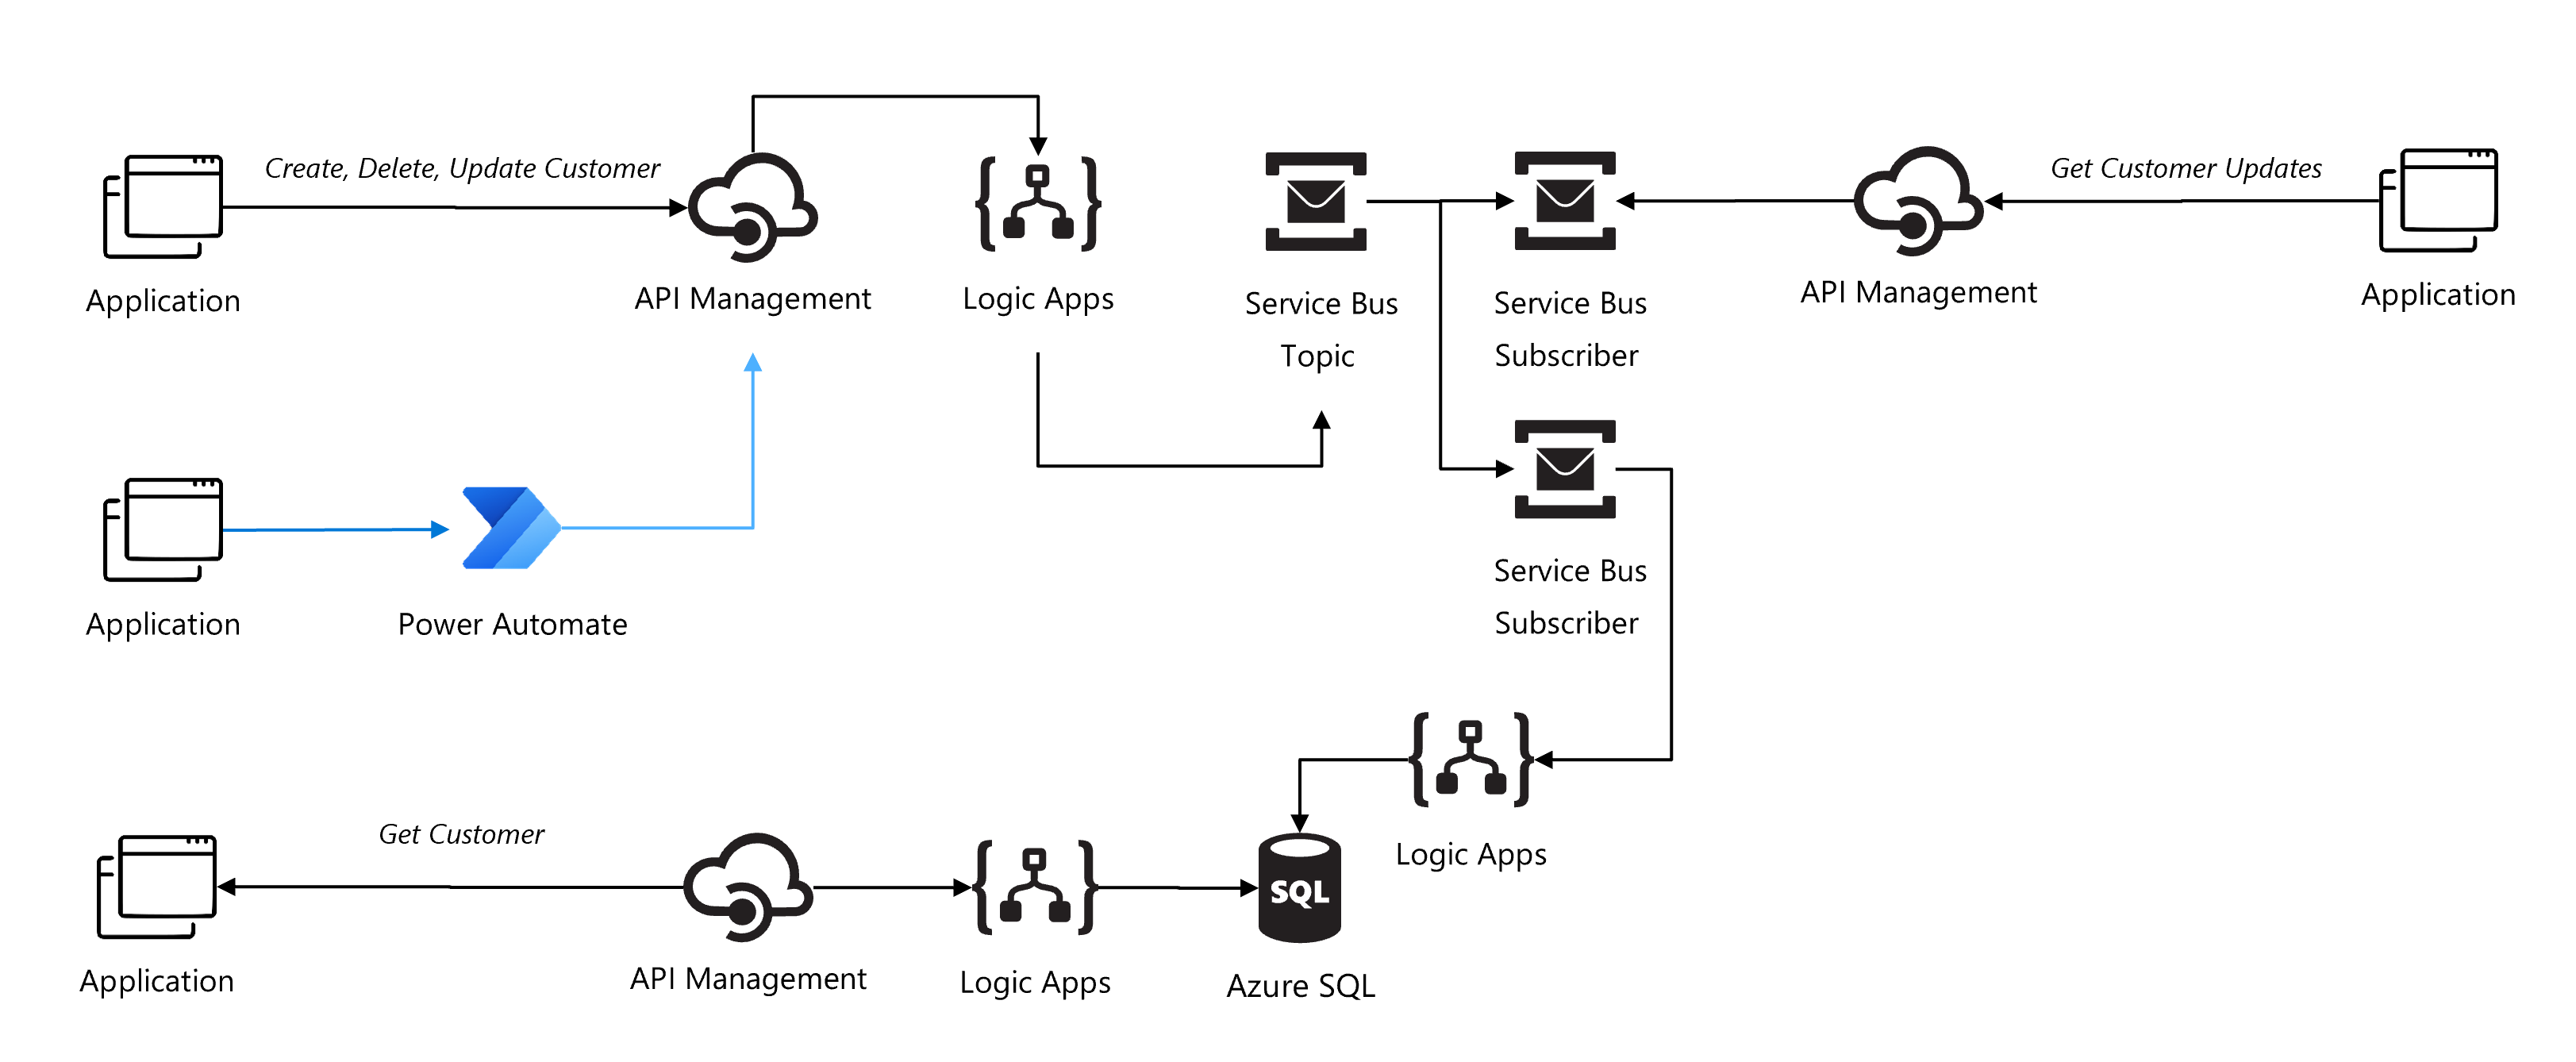 Create, Delete, Update Customer
Get Customer Updates
Application
API Management
Logic Apps
Service Bus
Topic
Service Bus
Subscriber
API Management
Application
Application
Power Automate
Service Bus
Subscriber
Get Customer
Logic Apps
SQL
Application
API Management
Logic Apps
Azure SQL